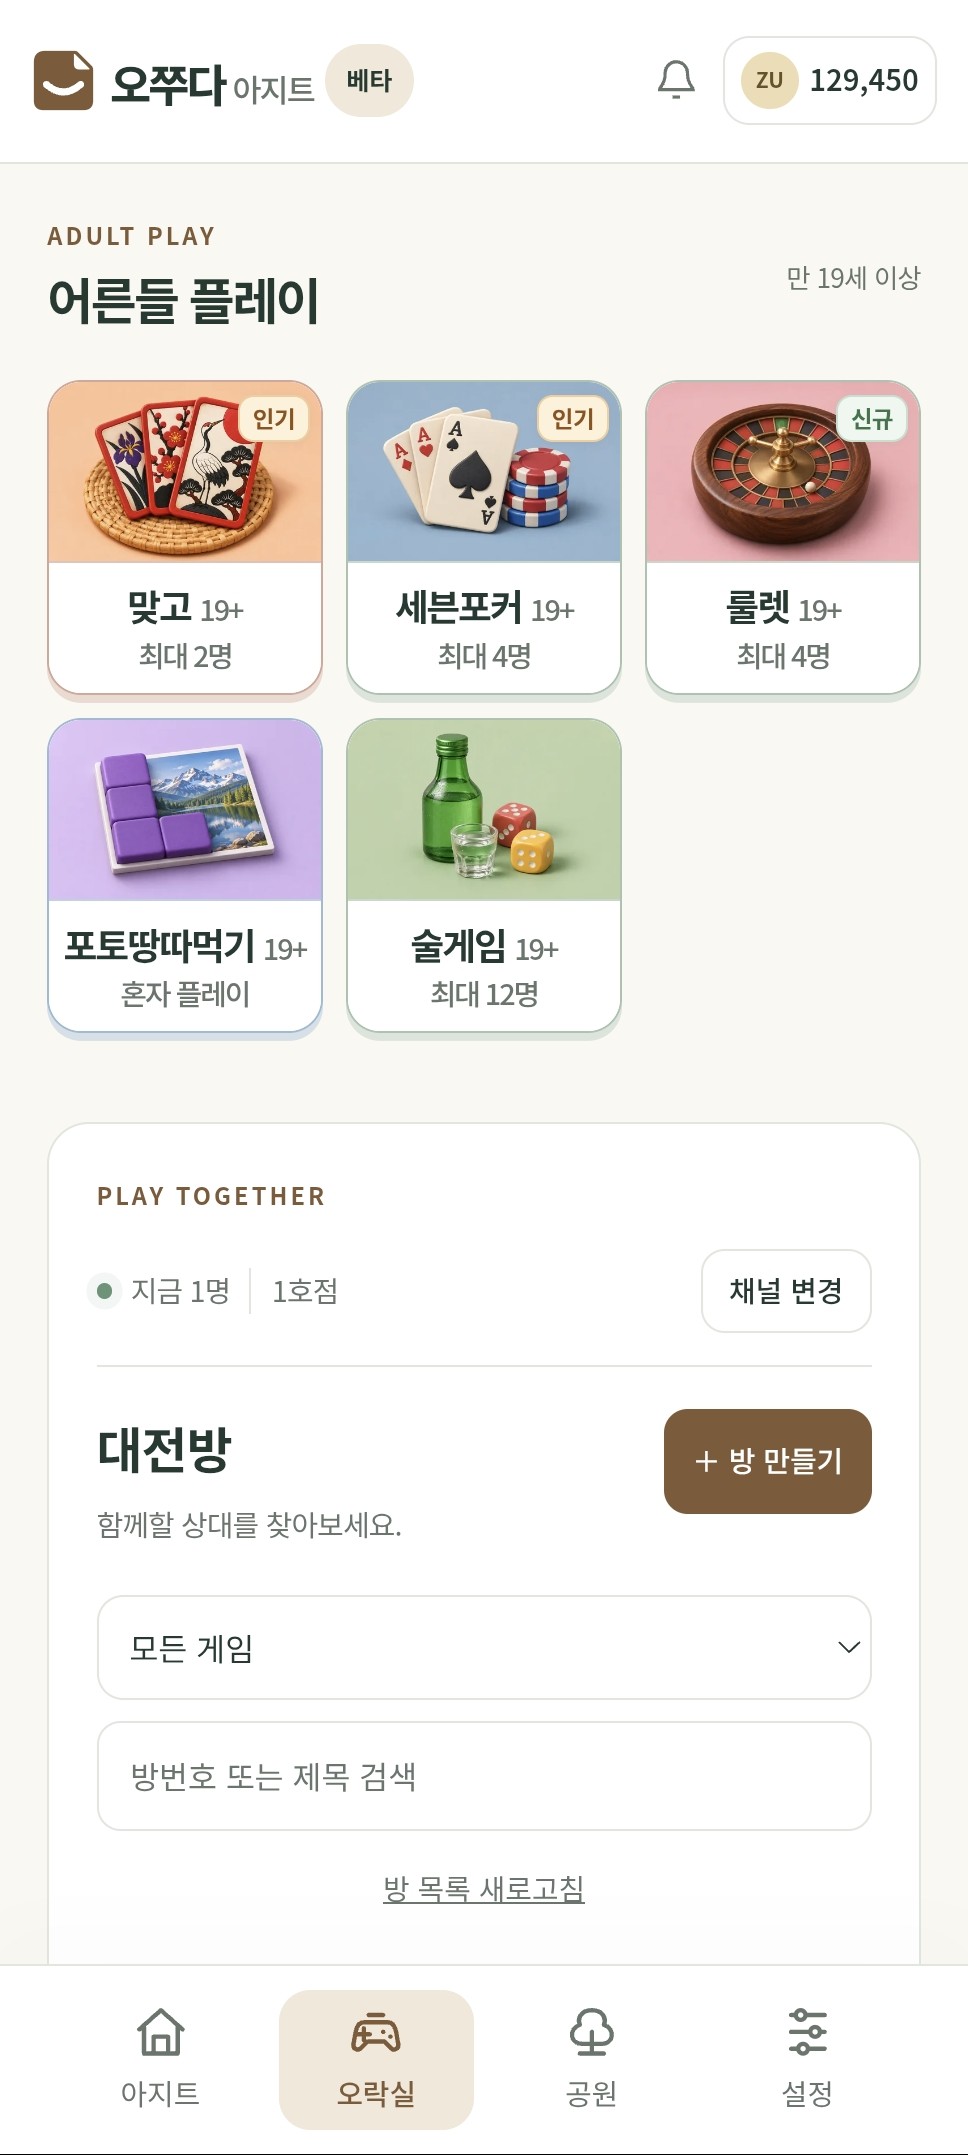 오쭈다 아지트 베타
ZU 129,450
ADULT PLAY
어른들 플레이
만 19세 이상
인기
인기
신규
A A A A
맞고 19+
최대 2명
세븐포커 19+
최대 4명
룰렛 19+
최대 4명
포토땅따먹기 19+
혼자 플레이
술게임 19+
최대 12명
PLAY TOGETHER
지금 1명 1호점
채널 변경
대전방
+ 방 만들기
함께할 상대를 찾아보세요.
모든 게임
방번호 또는 제목 검색
방 목록 새로고침
아지트 오락실 공원 설정